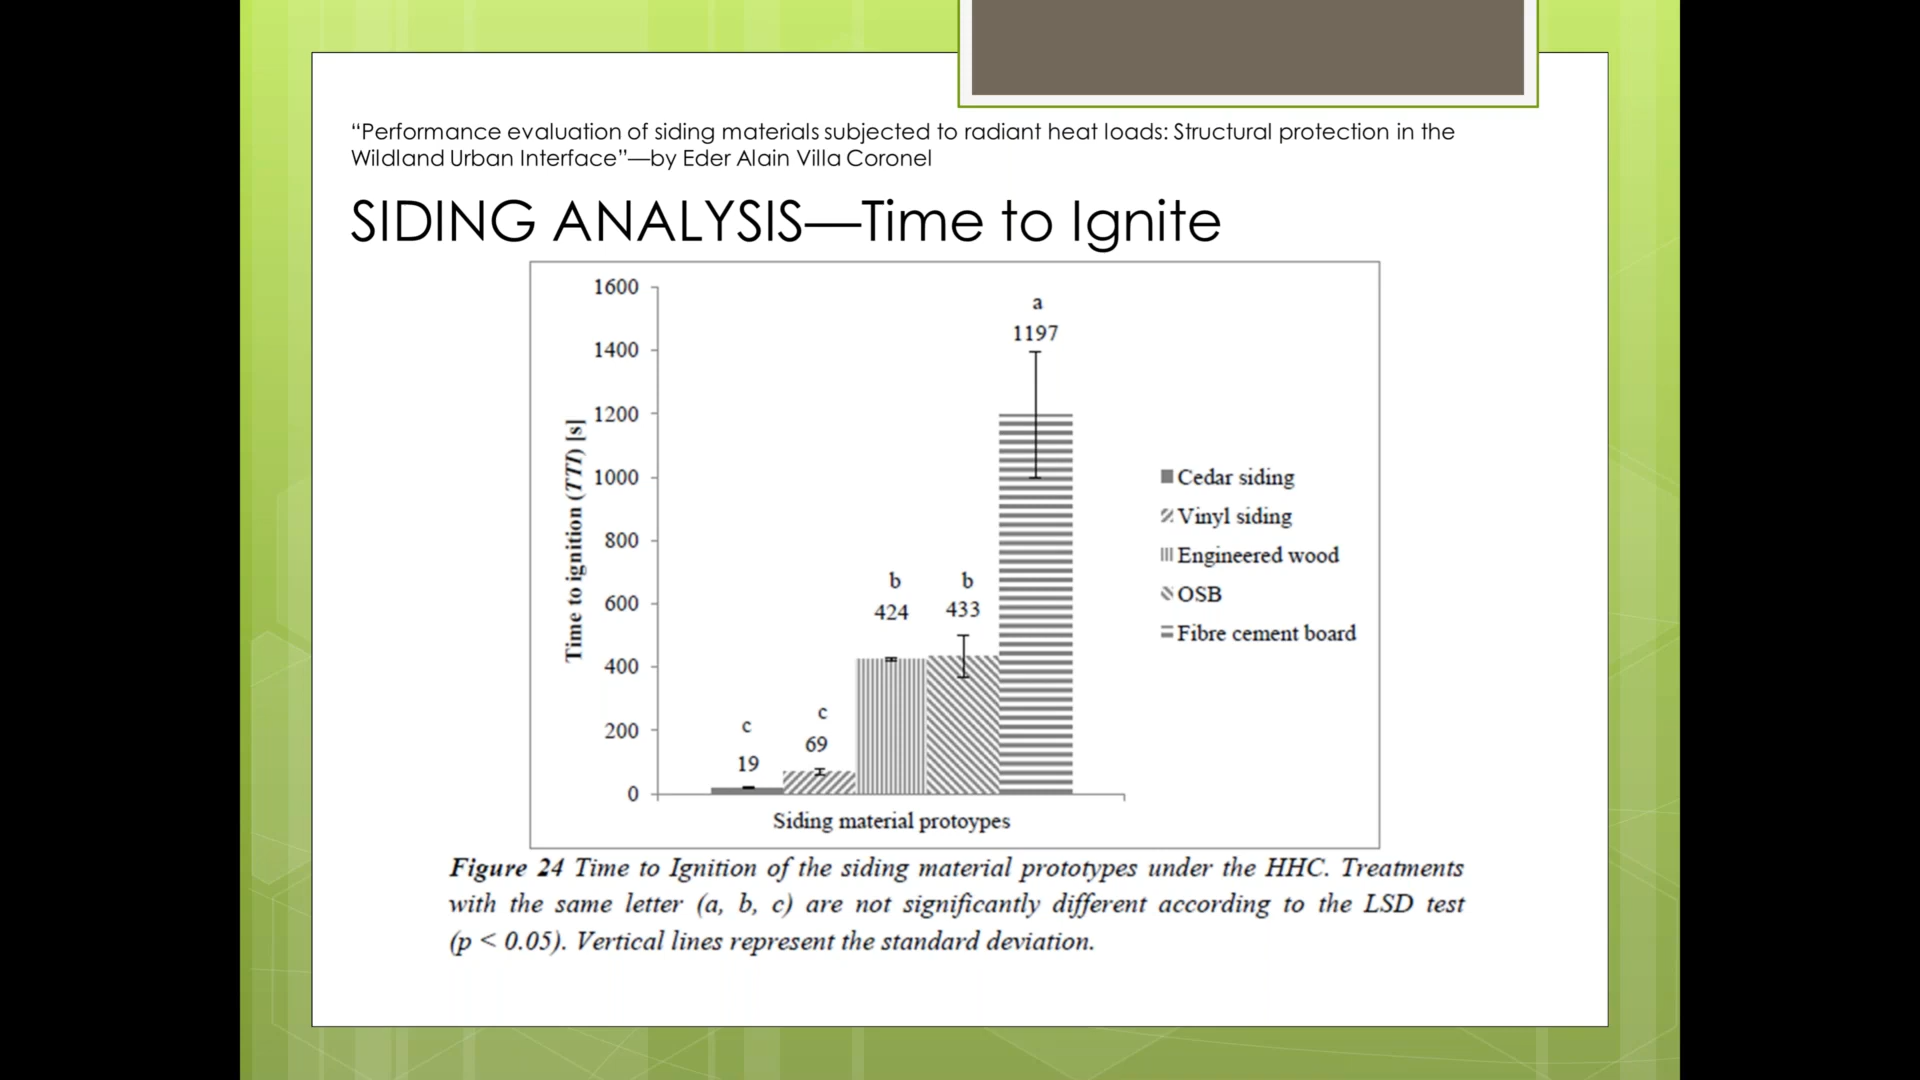 “Performance evaluation of siding materials subjected to radiant heat loads: Structural protection in the
Wildland Urban Interface”—by Eder Alain Villa Coronel
SIDING ANALYSIS—Time to Ignite
1600
1400
1200
1000
800
600
400
200
0
Time to ignition (TTI) [s]
c
19
c
69
b
424
b
433
a
1197
Siding material protoypes
Cedar siding
Vinyl siding
Engineered wood
OSB
Fibre cement board
Figure 24 Time to Ignition of the siding material prototypes under the HHC. Treatments
with the same letter (a, b, c) are not significantly different according to the LSD test
(p < 0.05). Vertical lines represent the standard deviation.